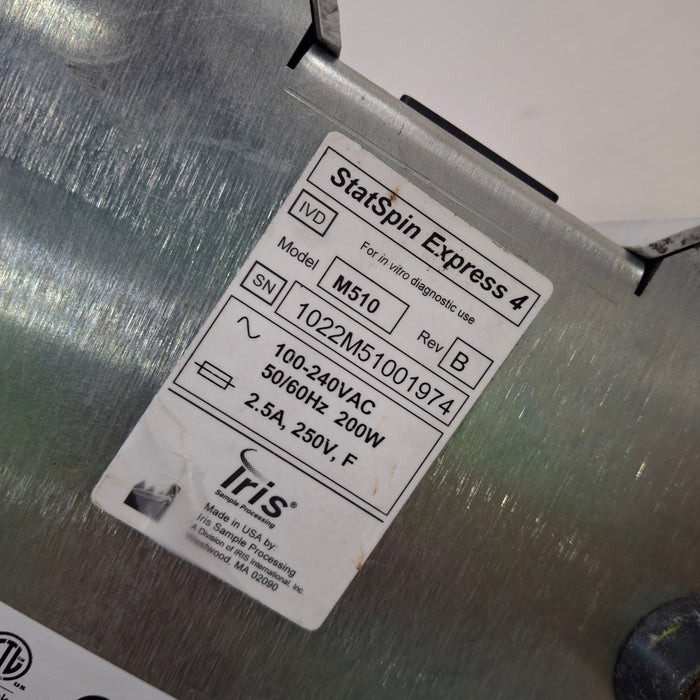 StatSpin Express 4
IVD
For in vitro diagnostic use
Model M510 Rev B
SN 1022M51001974
100-240VAC
50/60Hz 200W
2.5A, 250V, F
Iris®
Sample Processing
Made in USA by:
Iris Sample Processing
A Division of IRIS International, Inc.
Westwood, MA 02090
us